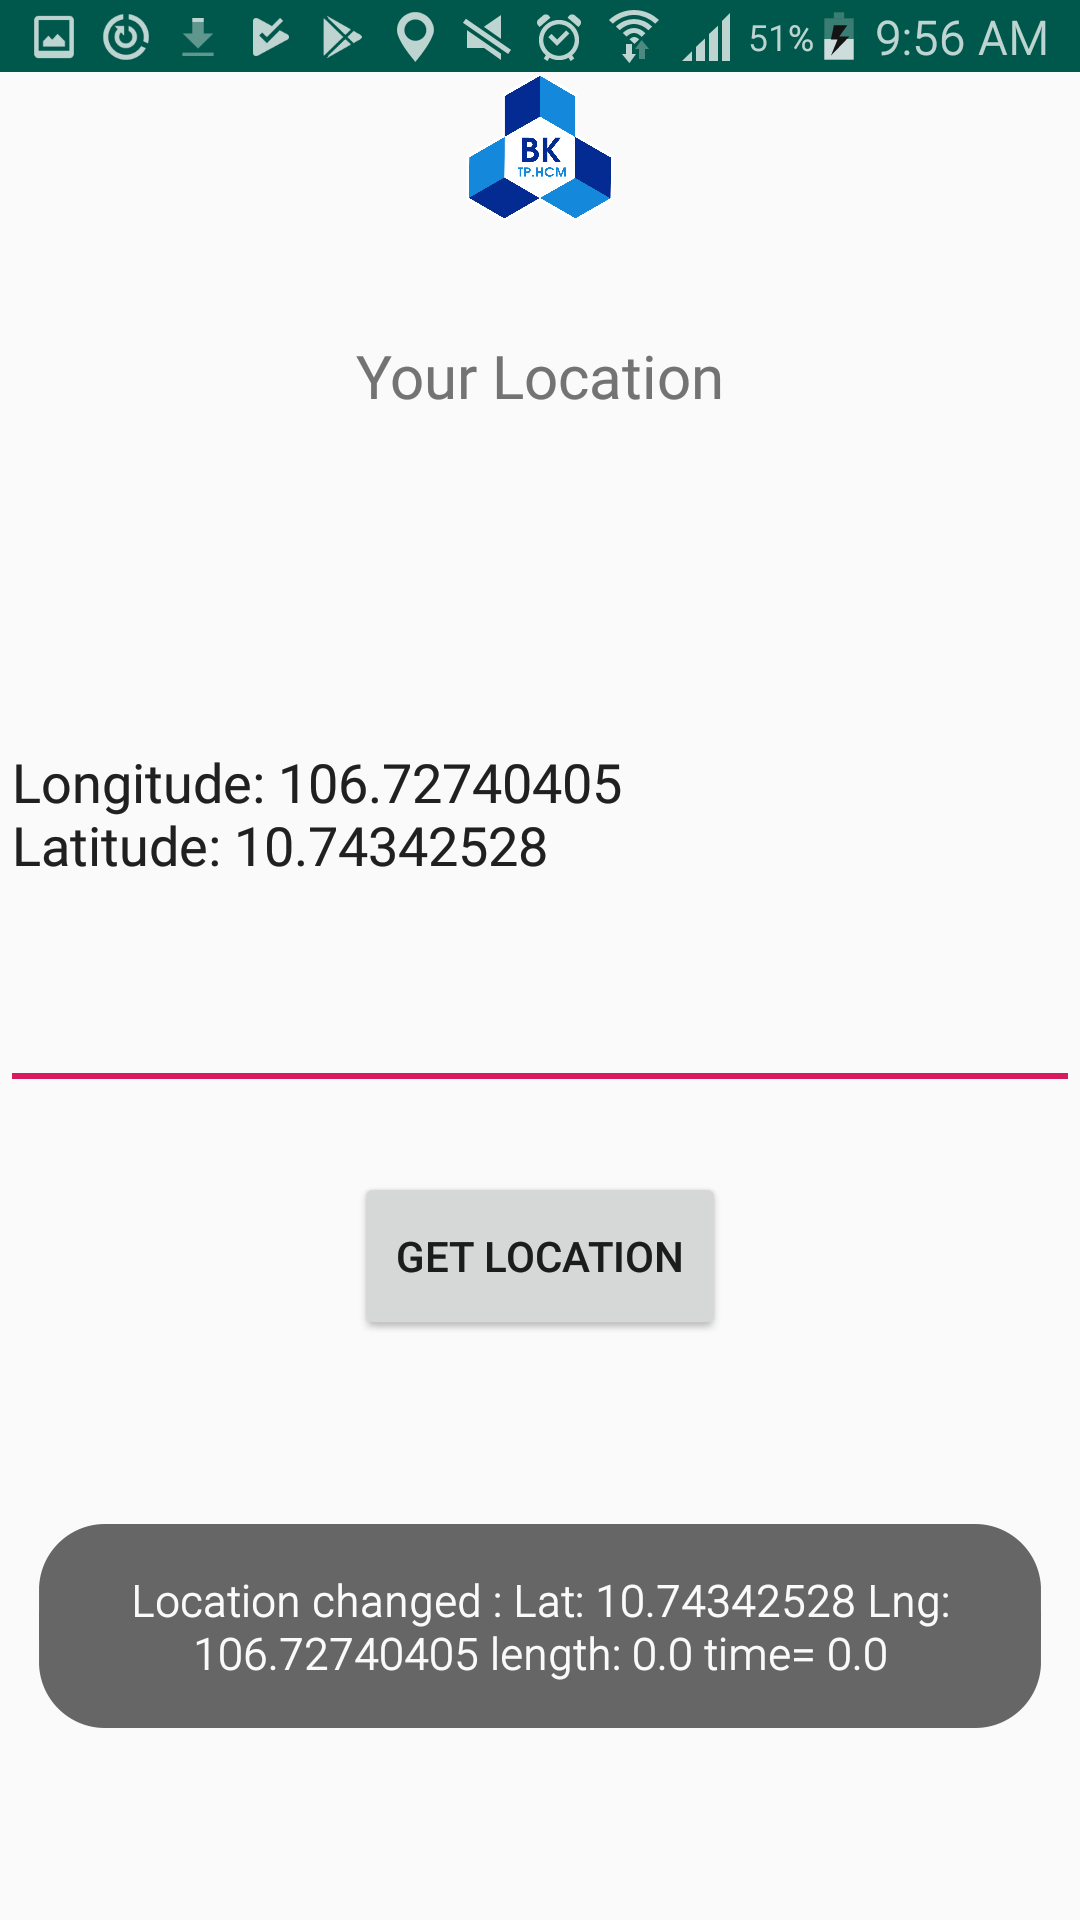 51% 9:56 AM
BK
TP.HCM
Your Location
Longitude: 106.72740405
Latitude: 10.74342528
GET LOCATION
Location changed : Lat: 10.74342528 Lng:
106.72740405 length: 0.0 time= 0.0